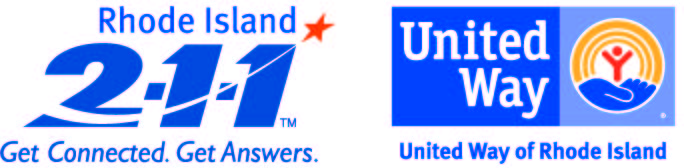 Rhode Island
2-1-1 TM
Get Connected. Get Answers.
United
Way
®
United Way of Rhode Island